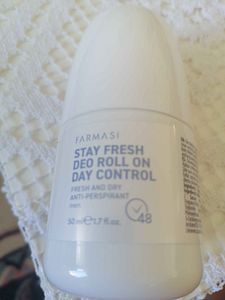 FARMASi
STAY FRESH
DEO ROLL ON
DAY CONTROL
FRESH AND DRY
ANTI-PERSPIRANT
50 ml ℮ 1.7 fl.oz.
48